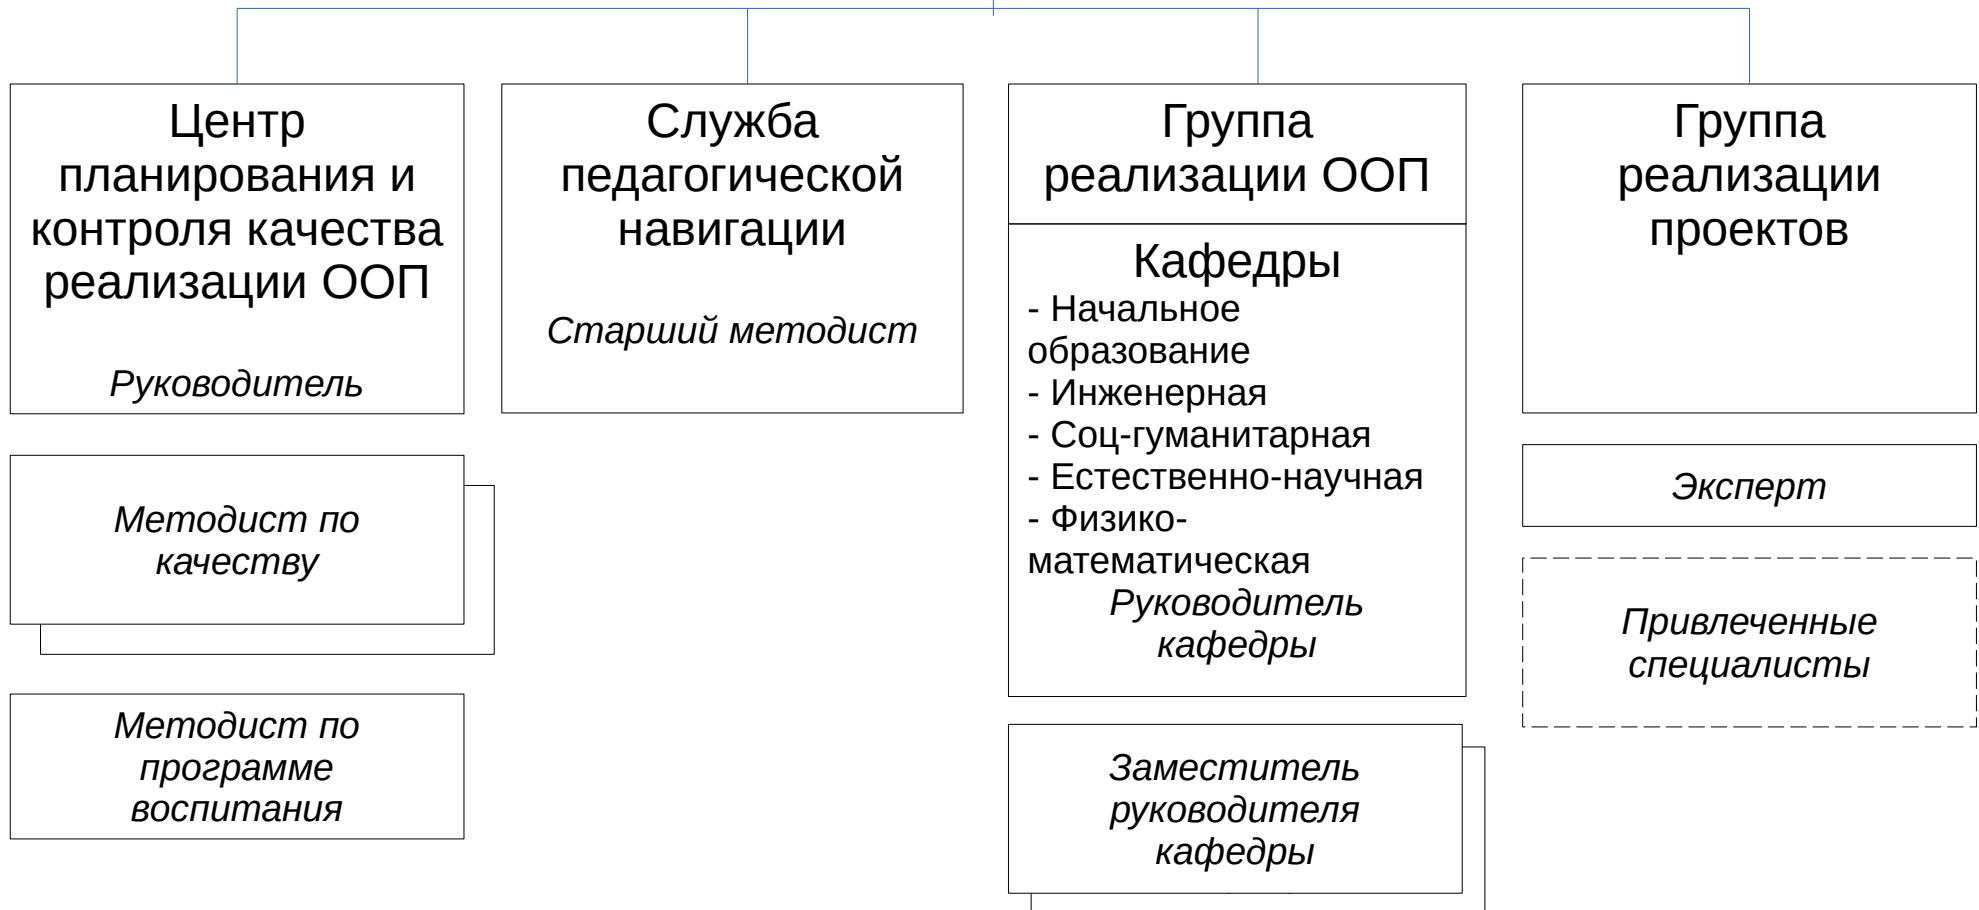 Центр
планирования и
контроля качества
реализации ООП
Руководитель
Методист по
качеству
Методист по
программе
воспитания
Служба
педагогической
навигации
Старший методист
Группа
реализации ООП
Кафедры
- Начальное
образование
- Инженерная
- Соц-гуманитарная
- Естественно-научная
- Физико-
математическая
Руководитель
кафедры
Заместитель
руководителя
кафедры
Группа
реализации
проектов
Эксперт
Привлеченные
специалисты